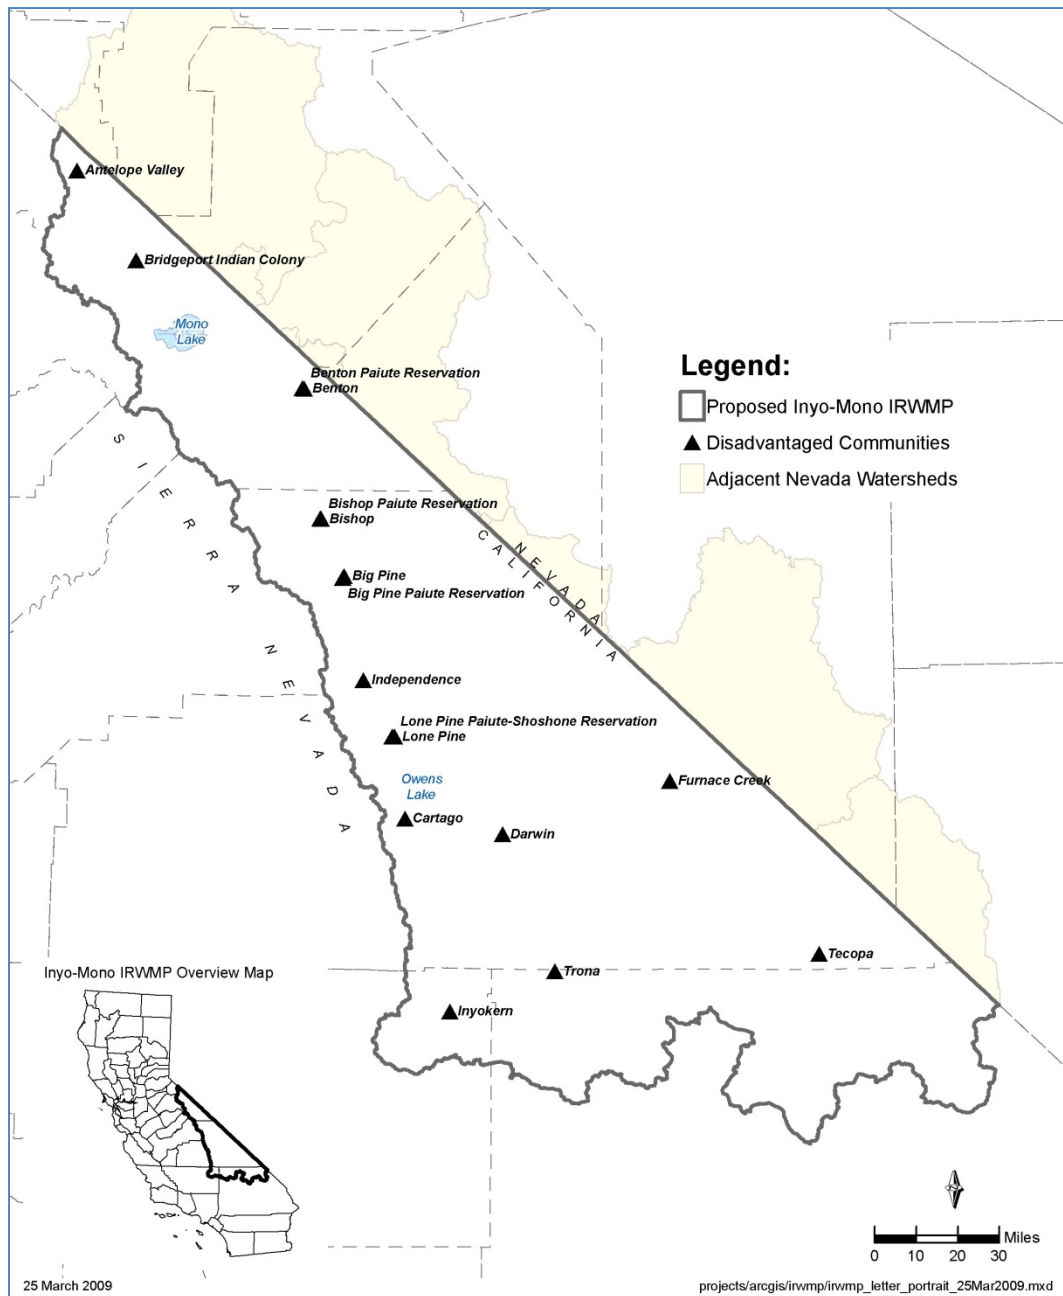 Antelope Valley
Bridgeport Indian Colony
Mono
Lake
Benton Paiute Reservation
Benton
Legend:
Proposed Inyo-Mono IRWMP
Disadvantaged Communities
Adjacent Nevada Watersheds
SIERRA NEVADA
Bishop Paiute Reservation
Bishop
NEVADA
CALIFORNIA
Big Pine
Big Pine Paiute Reservation
Independence
Lone Pine Paiute-Shoshone Reservation
Lone Pine
Owens
Lake
Furnace Creek
Cartago
Darwin
Tecopa
Trona
Inyokern
Inyo-Mono IRWMP Overview Map
Miles
0 10 20 30
25 March 2009
projects/arcgis/irwmp/irwmp_letter_portrait_25Mar2009.mxd